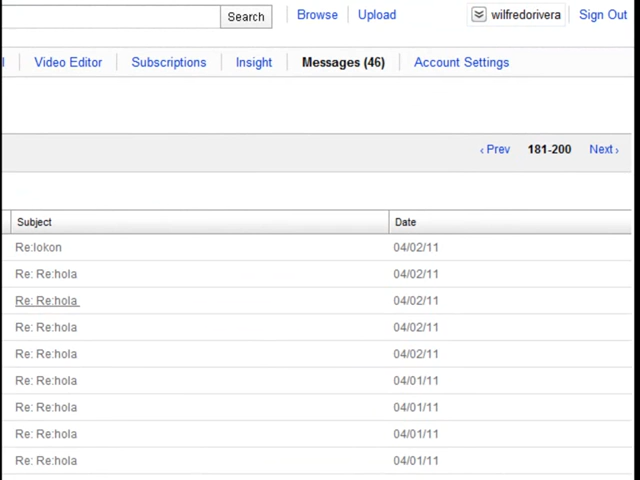 Search Browse Upload wilfredorivera Sign Out
Video Editor Subscriptions Insight Messages (46) Account Settings
‹ Prev 181-200 Next ›
Subject Date
Re:lokon 04/02/11
Re: Re:hola 04/02/11
Re: Re:hola 04/02/11
Re: Re:hola 04/02/11
Re: Re:hola 04/02/11
Re: Re:hola 04/01/11
Re: Re:hola 04/01/11
Re: Re:hola 04/01/11
Re: Re:hola 04/01/11